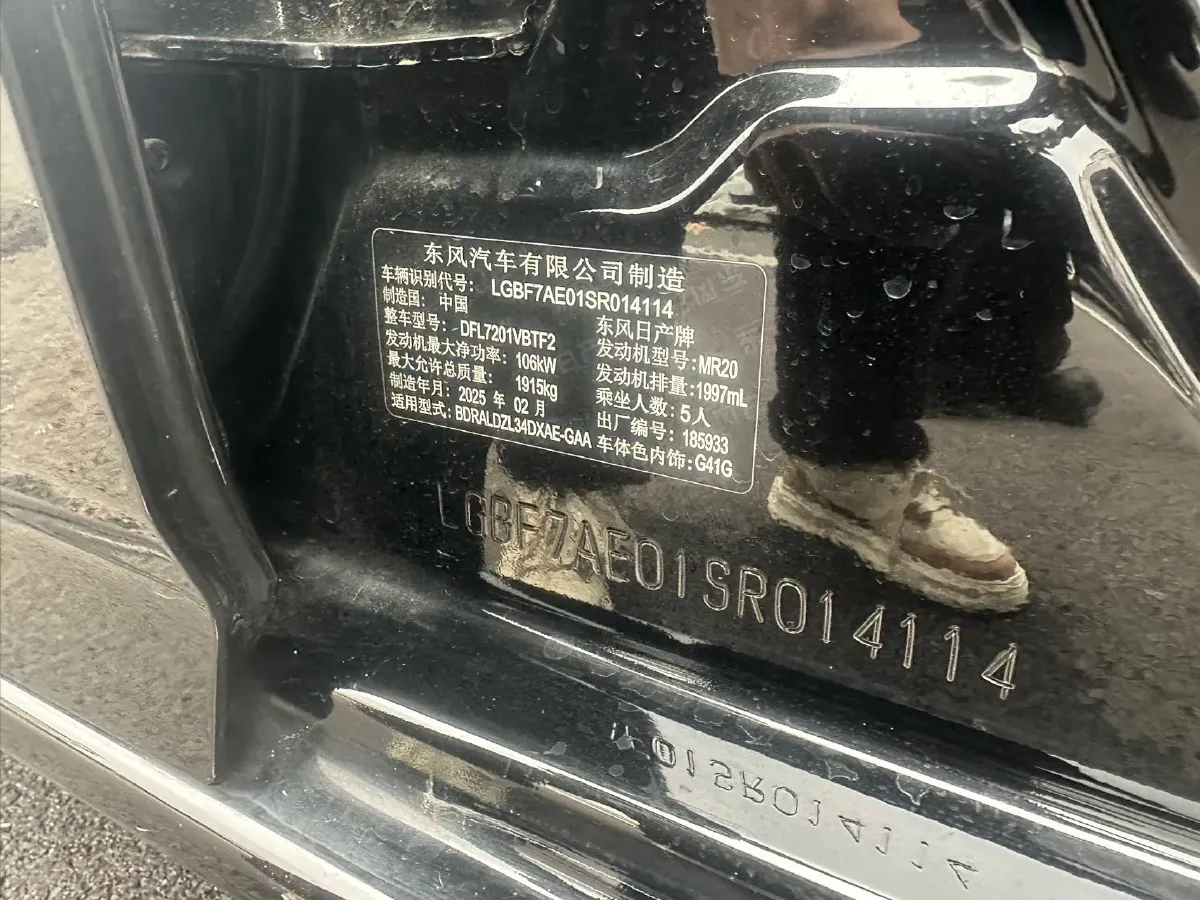 东风汽车有限公司制造
车辆识别代号: LGBF7AE01SR014114
制造国: 中国 东风日产牌
整车型号: DFL7201VBTF2 发动机型号: MR20
发动机最大净功率: 106kW 发动机排量: 1997mL
最大允许总质量: 1915kg 乘坐人数: 5人
制造年月: 2025 年 02 月 出厂编号: 185933
适用型式: BDRALDZL34DXAE-GAA 车体色内饰: G41G
LGBF7AE01SR014114